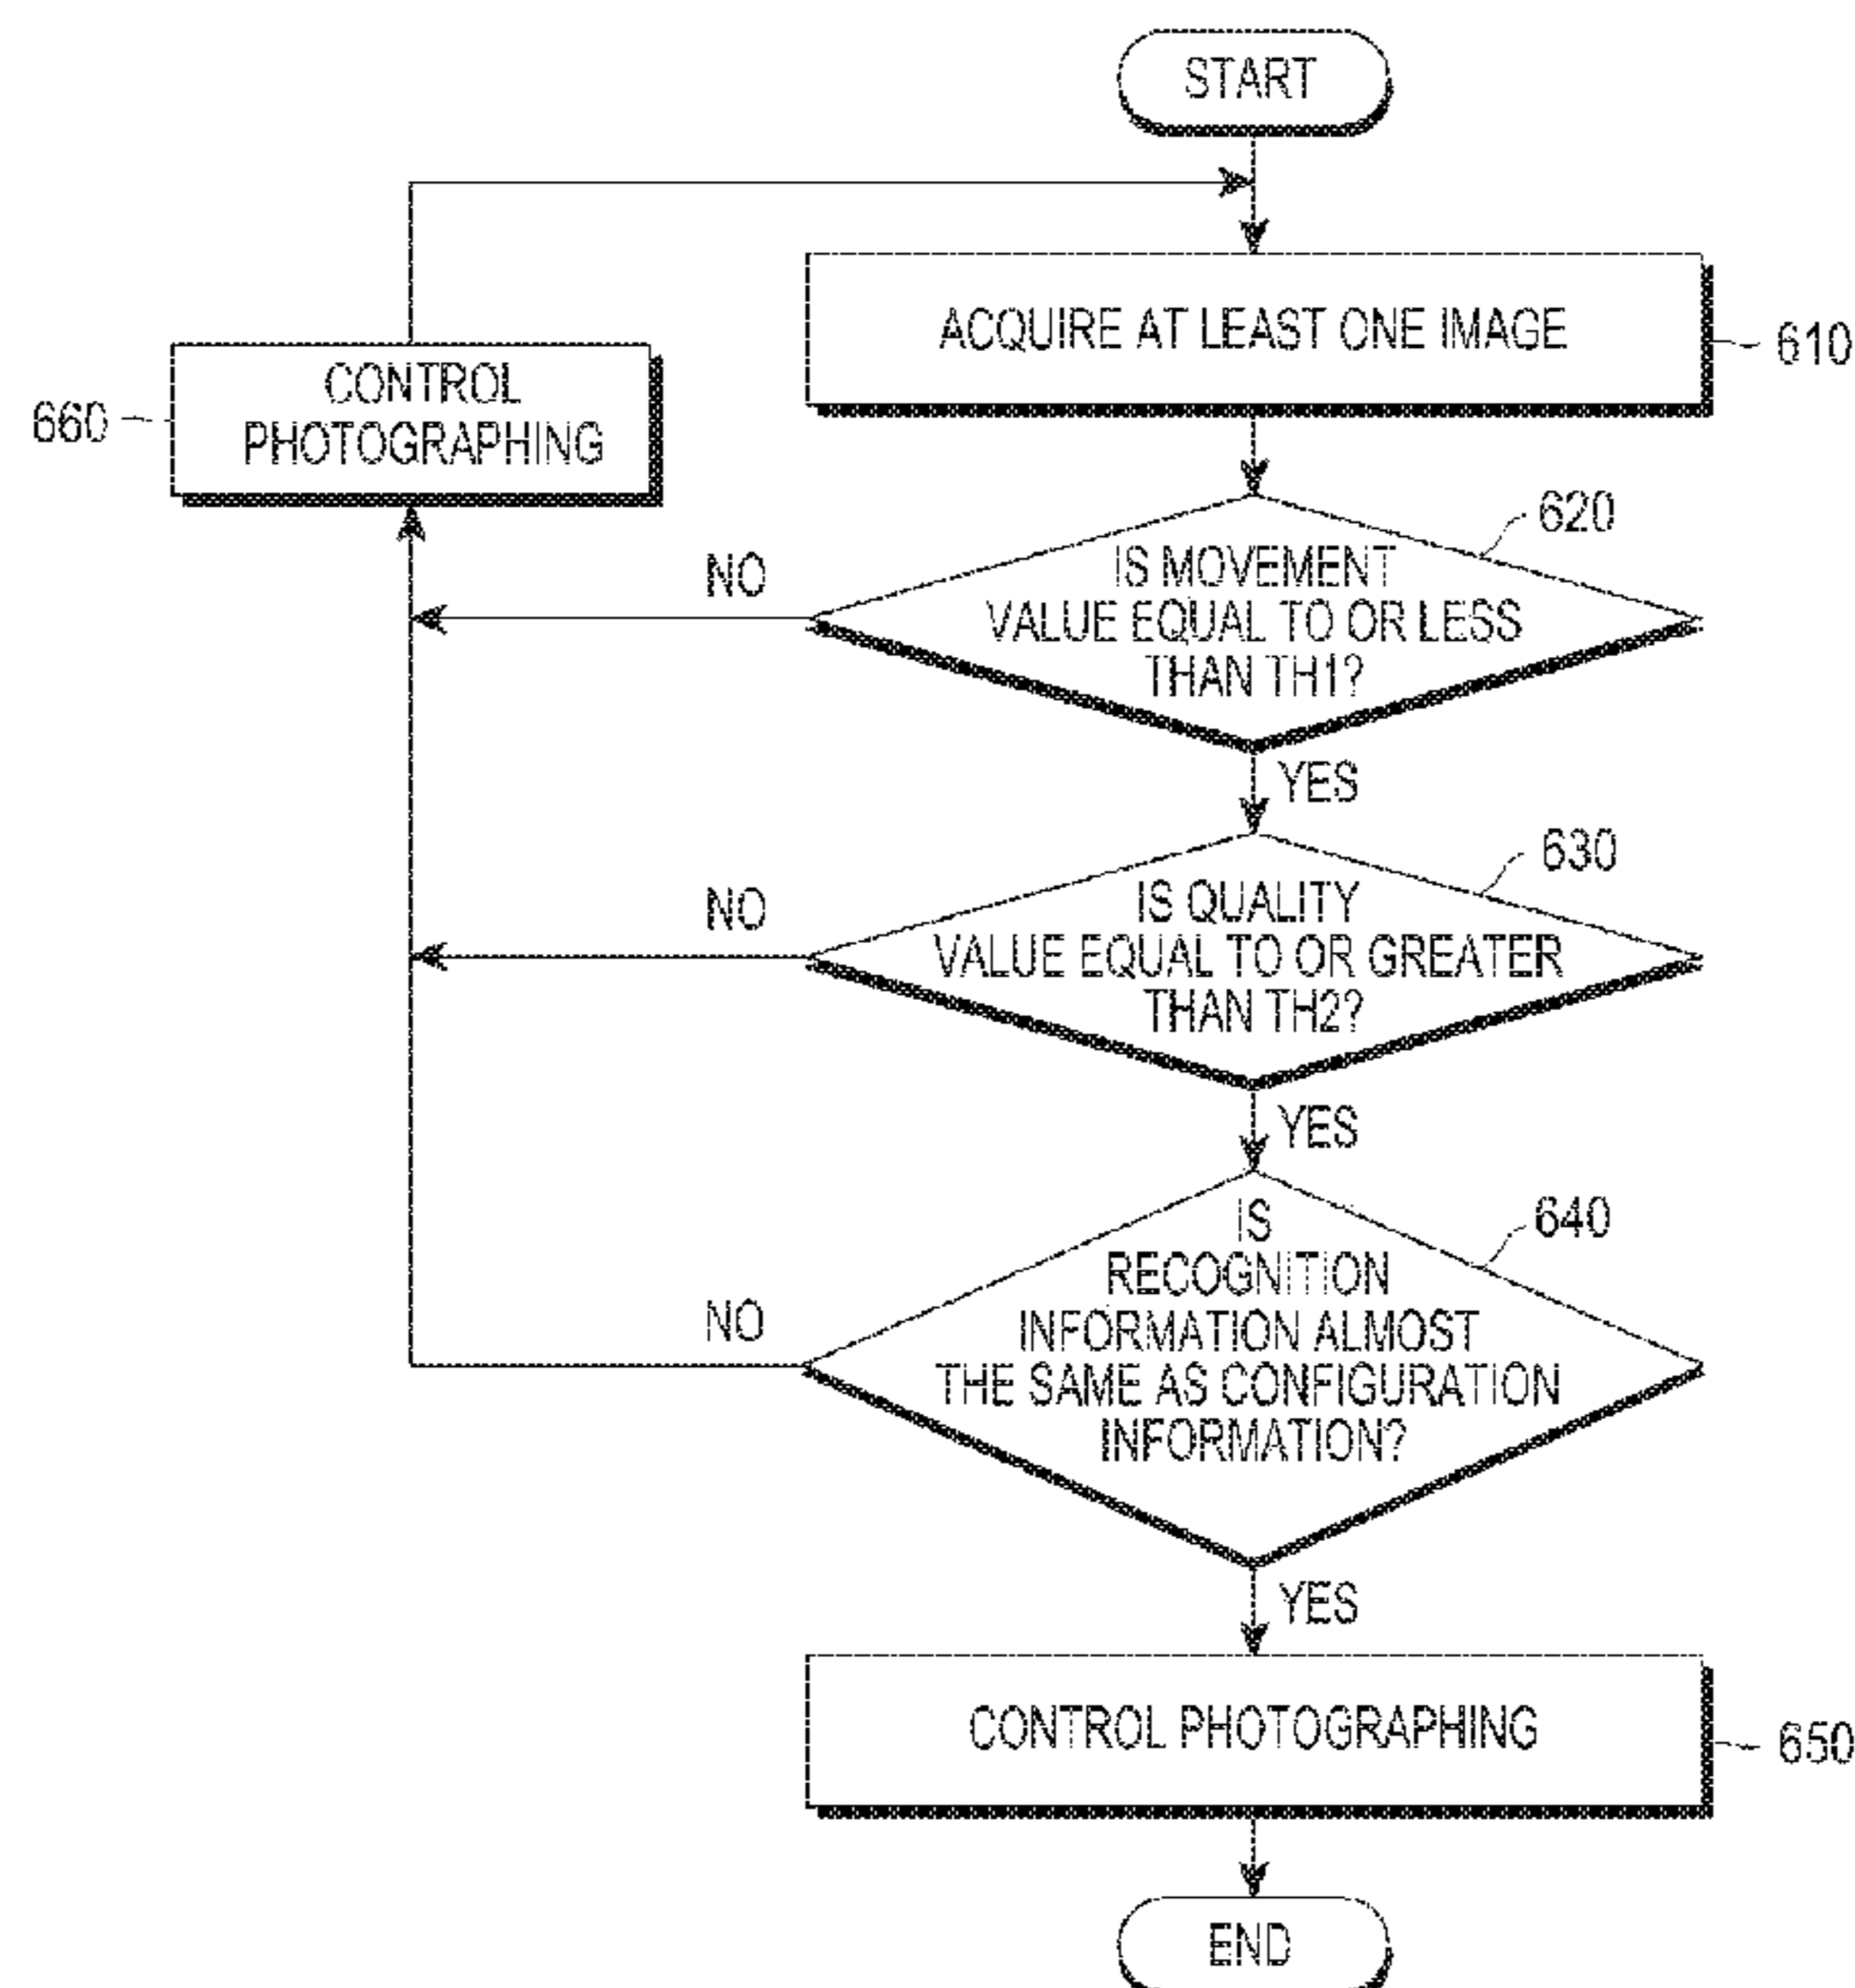 START
ACQUIRE AT LEAST ONE IMAGE
610
CONTROL
PHOTOGRAPHING
660
620
IS MOVEMENT
VALUE EQUAL TO OR LESS
THAN TH1?
NO
YES
630
IS QUALITY
VALUE EQUAL TO OR GREATER
THAN TH2?
NO
YES
640
IS
RECOGNITION
INFORMATION ALMOST
THE SAME AS CONFIGURATION
INFORMATION?
NO
YES
CONTROL PHOTOGRAPHING
650
END